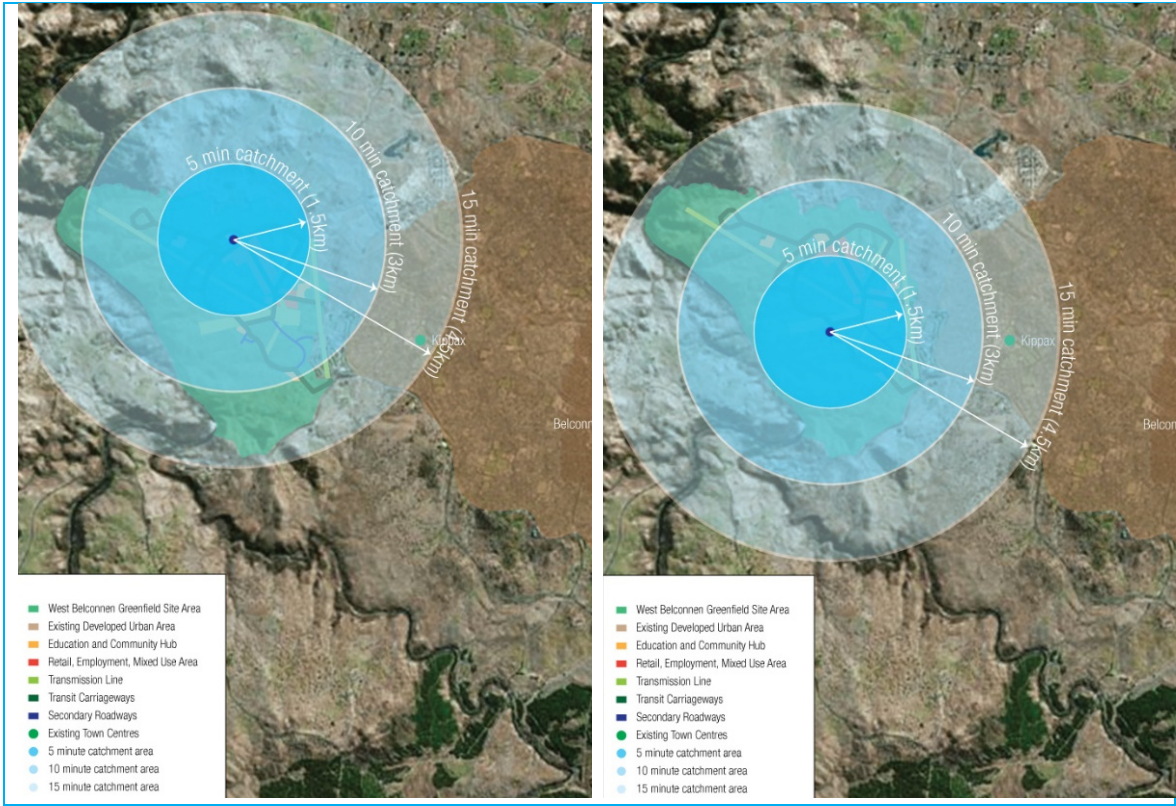 5 min catchment (1.5km)
10 min catchment (3km)
15 min catchment (4.5km)
Kippax
Belconn
West Belconnen Greenfield Site Area
Existing Developed Urban Area
Education and Community Hub
Retail, Employment, Mixed Use Area
Transmission Line
Transit Carriageways
Secondary Roadways
Existing Town Centres
5 minute catchment area
10 minute catchment area
15 minute catchment area
5 min catchment (1.5km)
10 min catchment (3km)
15 min catchment (4.5km)
Kippax
Belconn
West Belconnen Greenfield Site Area
Existing Developed Urban Area
Education and Community Hub
Retail, Employment, Mixed Use Area
Transmission Line
Transit Carriageways
Secondary Roadways
Existing Town Centres
5 minute catchment area
10 minute catchment area
15 minute catchment area